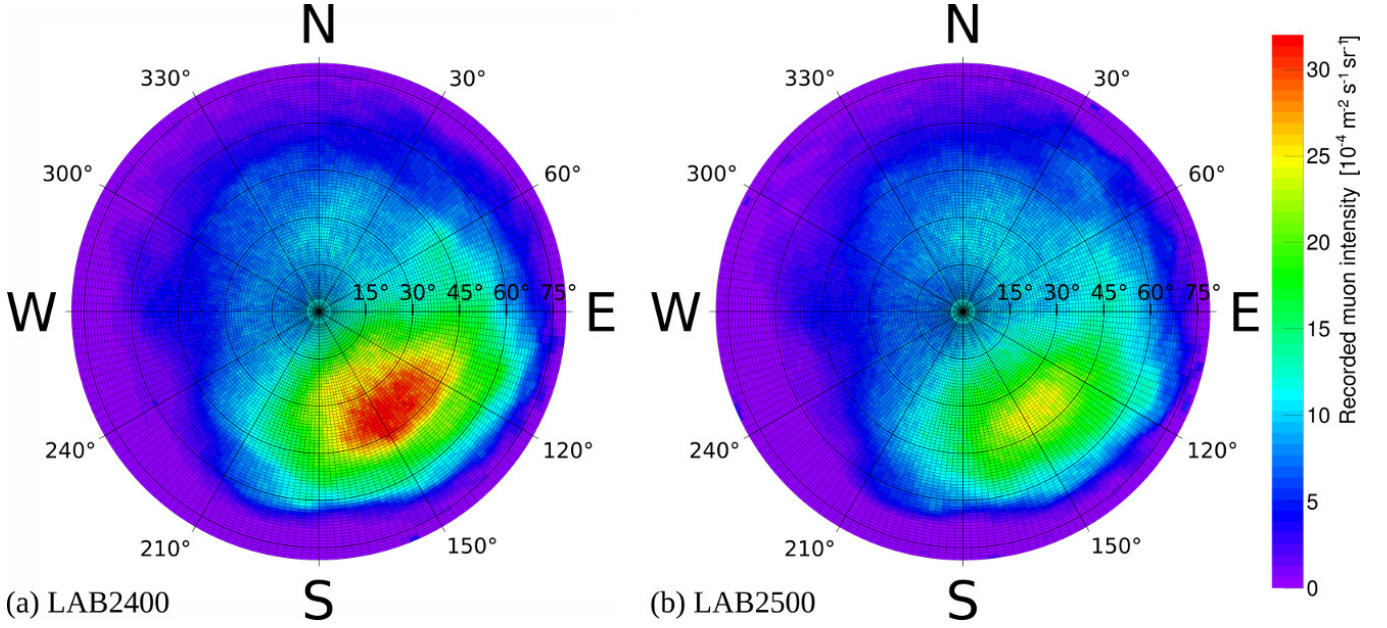 N
330° 30°
300° 60°
W 15° 30° 45° 60° 75° E
240° 120°
210° 150°
S
(a) LAB2400
N
330° 30°
300° 60°
W 15° 30° 45° 60° 75° E
240° 120°
210° 150°
S
(b) LAB2500
30
25
20
15
10
5
0
Recorded muon intensity [10⁻⁴ m⁻² s⁻¹ sr⁻¹]